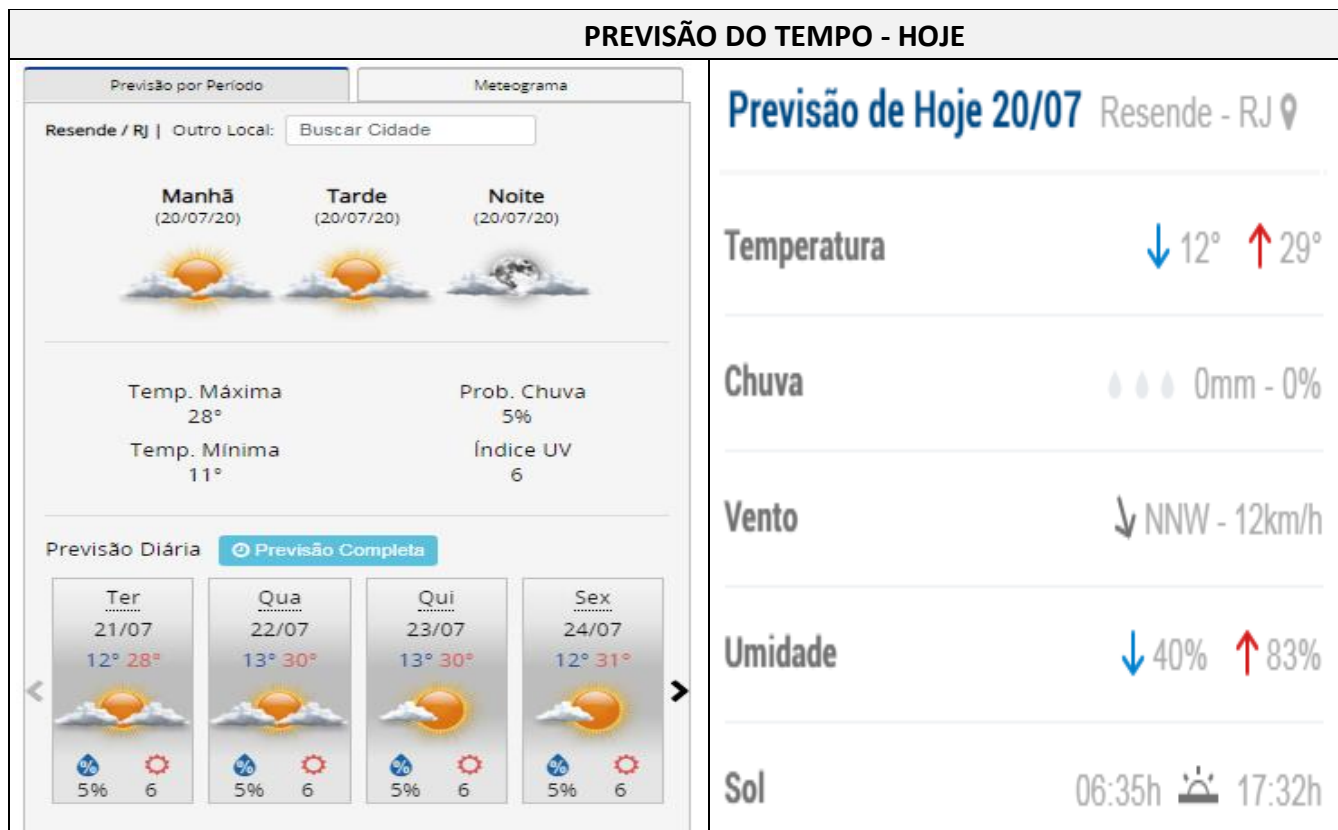 PREVISÃO DO TEMPO - HOJE
Previsão por Período Meteograma
Resende / RJ | Outro Local: Buscar Cidade
Manhã Tarde Noite
(20/07/20) (20/07/20) (20/07/20)
Temp. Máxima Prob. Chuva
28° 5%
Temp. Mínima Índice UV
11° 6
Previsão Diária Previsão Completa
Ter Qua Qui Sex
21/07 22/07 23/07 24/07
12° 28° 13° 30° 13° 30° 12° 31°
% % % %
5% 6 5% 6 5% 6 5% 6
Previsão de Hoje 20/07 Resende - RJ
Temperatura 12° 29°
Chuva 0mm - 0%
Vento NNW - 12km/h
Umidade 40% 83%
Sol 06:35h 17:32h